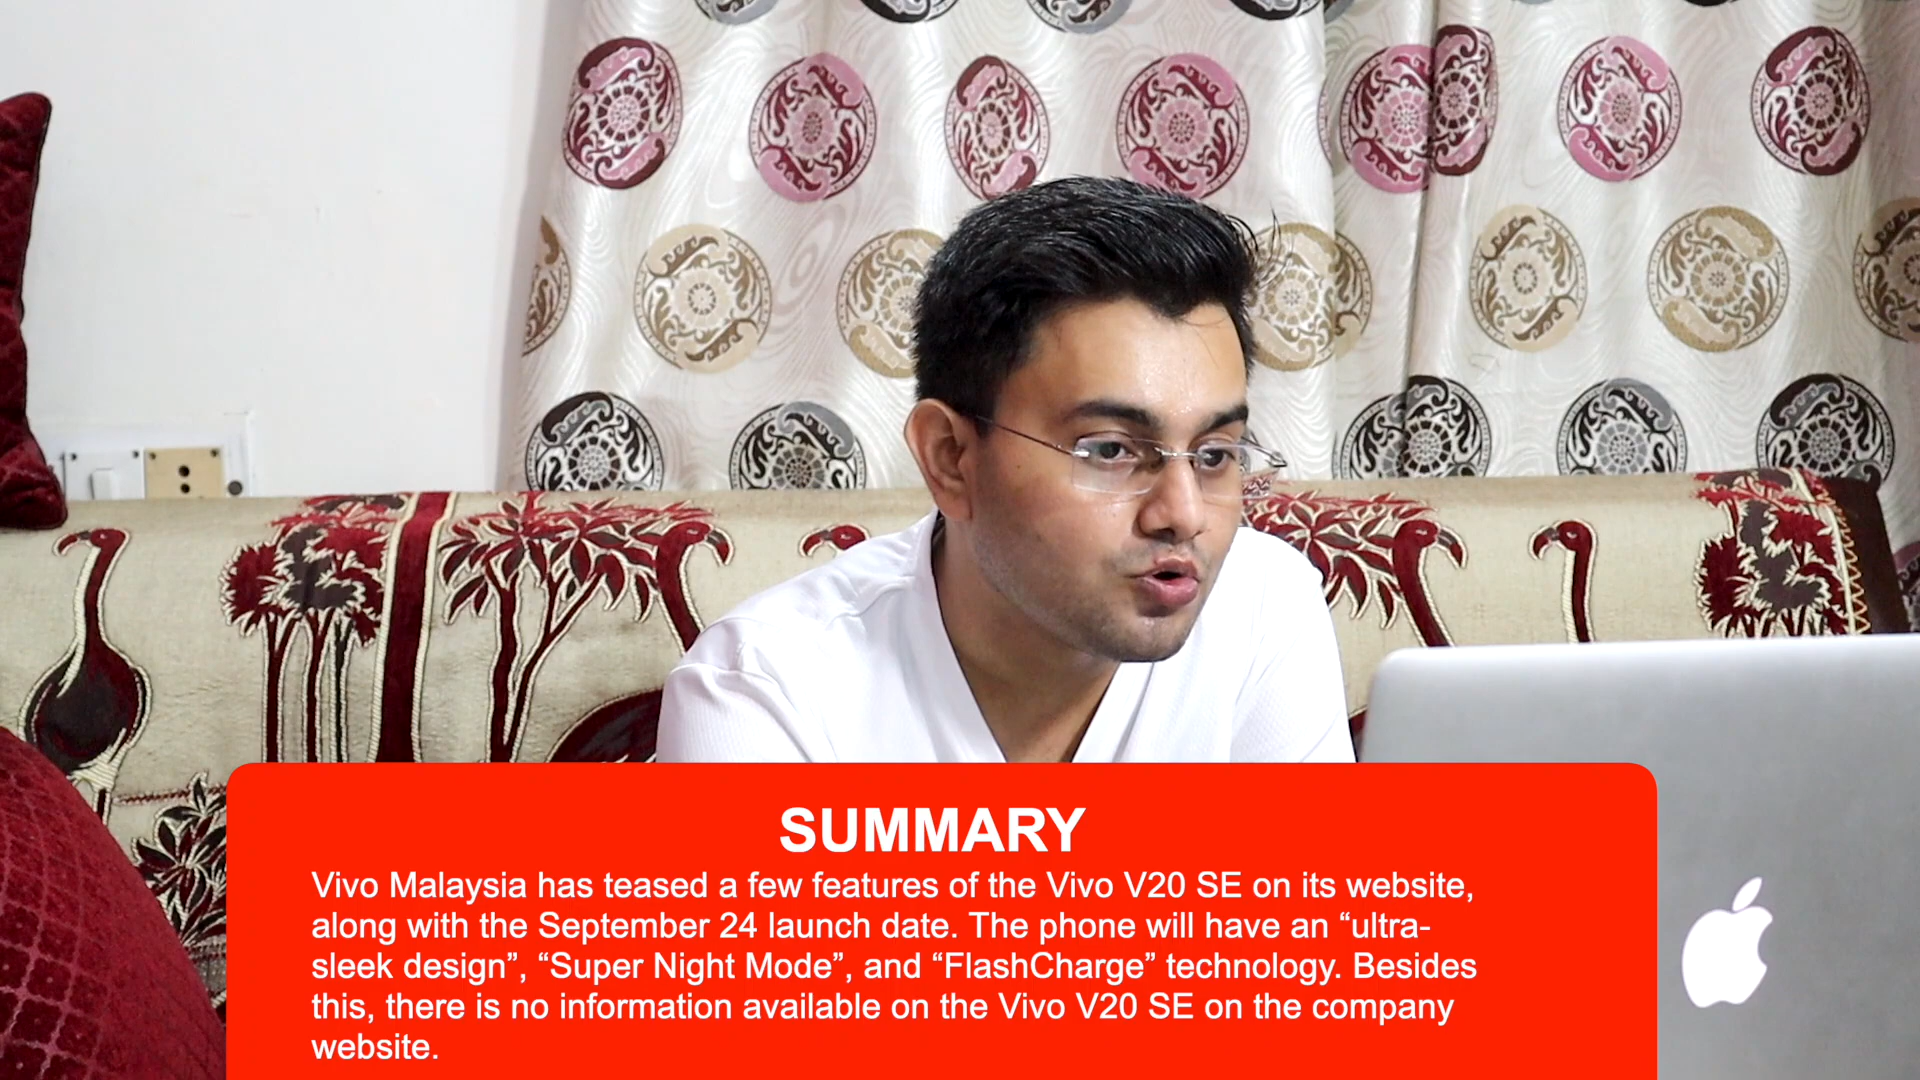 SUMMARY
Vivo Malaysia has teased a few features of the Vivo V20 SE on its website,
along with the September 24 launch date. The phone will have an “ultra-
sleek design”, “Super Night Mode”, and “FlashCharge” technology. Besides
this, there is no information available on the Vivo V20 SE on the company
website.